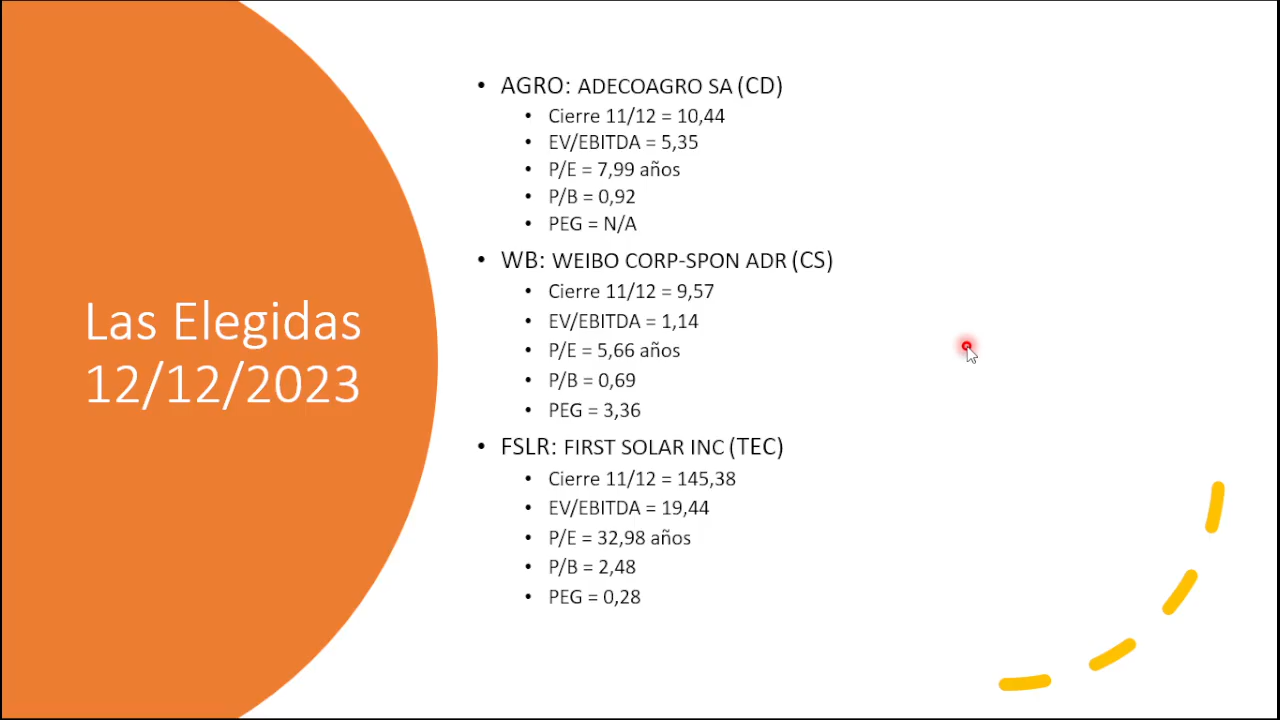 Las Elegidas
12/12/2023
• AGRO: ADECOAGRO SA (CD)
• Cierre 11/12 = 10,44
• EV/EBITDA = 5,35
• P/E = 7,99 años
• P/B = 0,92
• PEG = N/A
• WB: WEIBO CORP-SPON ADR (CS)
• Cierre 11/12 = 9,57
• EV/EBITDA = 1,14
• P/E = 5,66 años
• P/B = 0,69
• PEG = 3,36
• FSLR: FIRST SOLAR INC (TEC)
• Cierre 11/12 = 145,38
• EV/EBITDA = 19,44
• P/E = 32,98 años
• P/B = 2,48
• PEG = 0,28